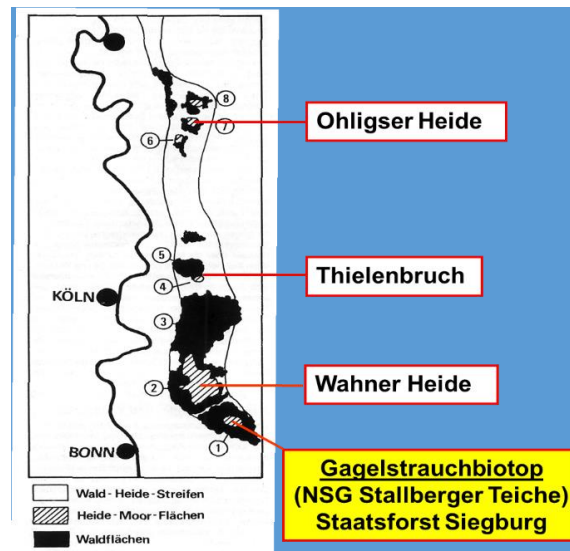 8
7
Ohligser Heide
6
5
Thielenbruch
4
KÖLN
3
Wahner Heide
2
BONN
1
Gagelstrauchbiotop
(NSG Stallberger Teiche)
Staatsforst Siegburg
Wald-Heide-Streifen
Heide-Moor-Flächen
Waldflächen